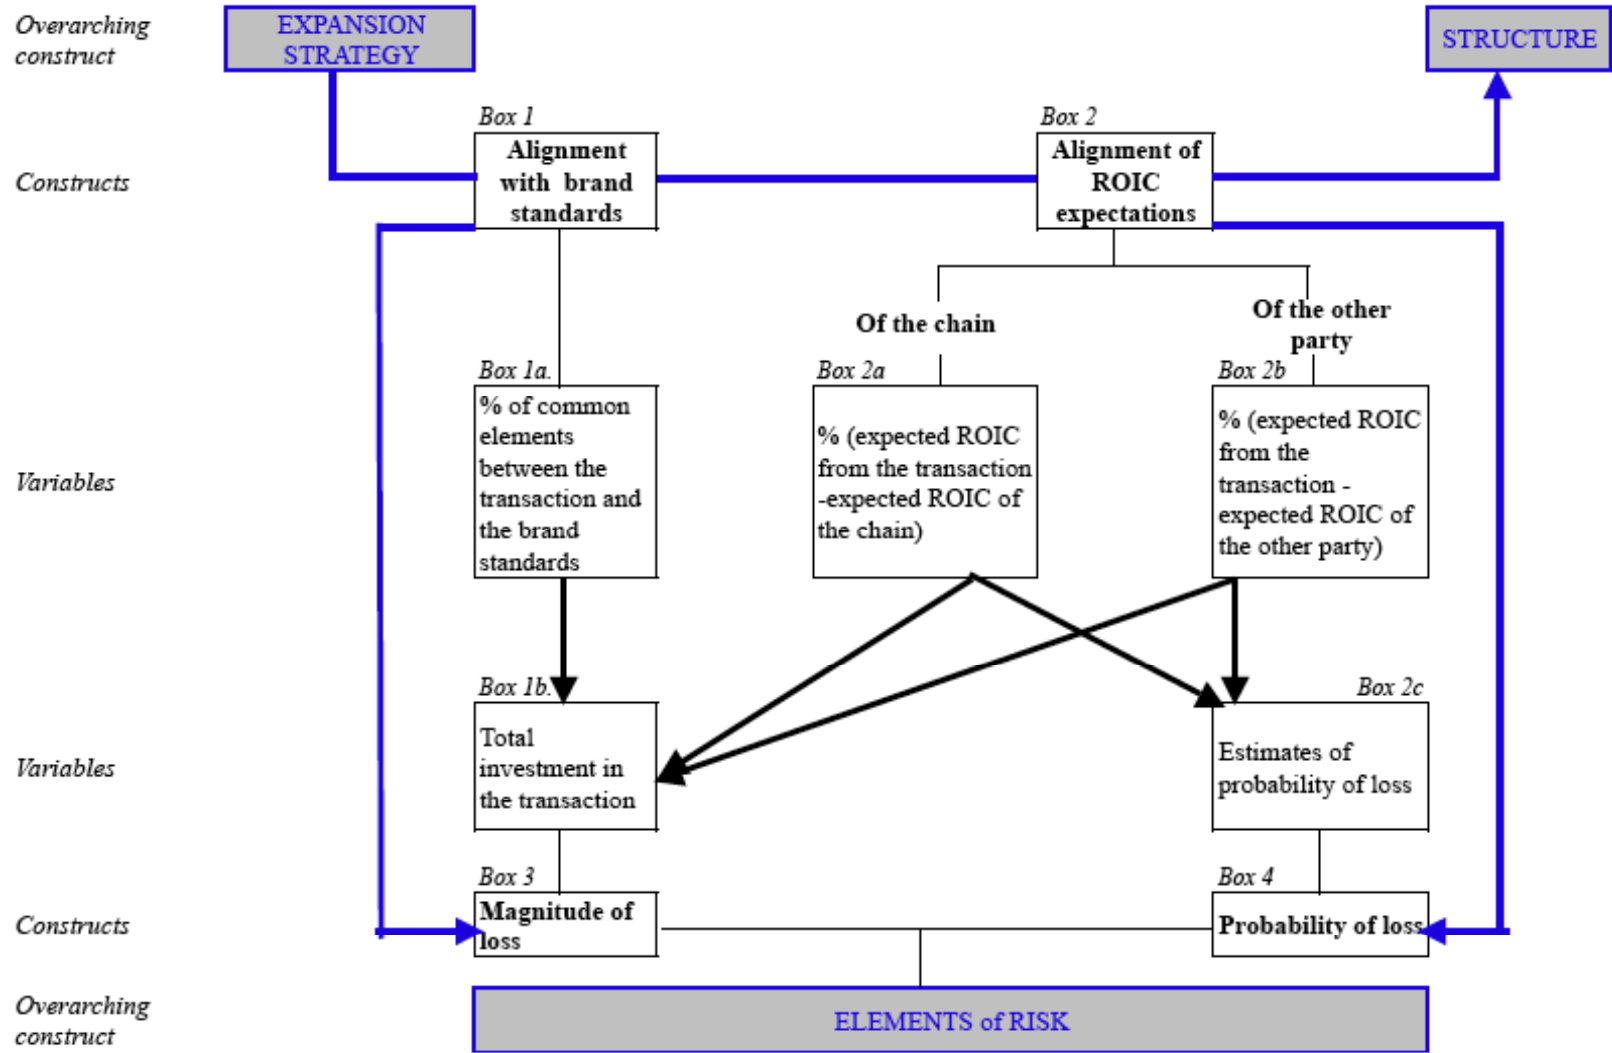 Overarching
construct
EXPANSION
STRATEGY
STRUCTURE
Box 1
Box 2
Constructs
Alignment
with brand
standards
Alignment of
ROIC
expectations
Of the chain
Of the other
party
Box 1a.
Box 2a
Box 2b
Variables
% of common
elements
between the
transaction and
the brand
standards
% (expected ROIC
from the transaction
-expected ROIC of
the chain)
% (expected ROIC
from the
transaction -
expected ROIC of
the other party)
Box 1b.
Box 2c
Variables
Total
investment in
the transaction
Estimates of
probability of loss
Box 3
Box 4
Constructs
Magnitude of
loss
Probability of loss
Overarching
construct
ELEMENTS of RISK